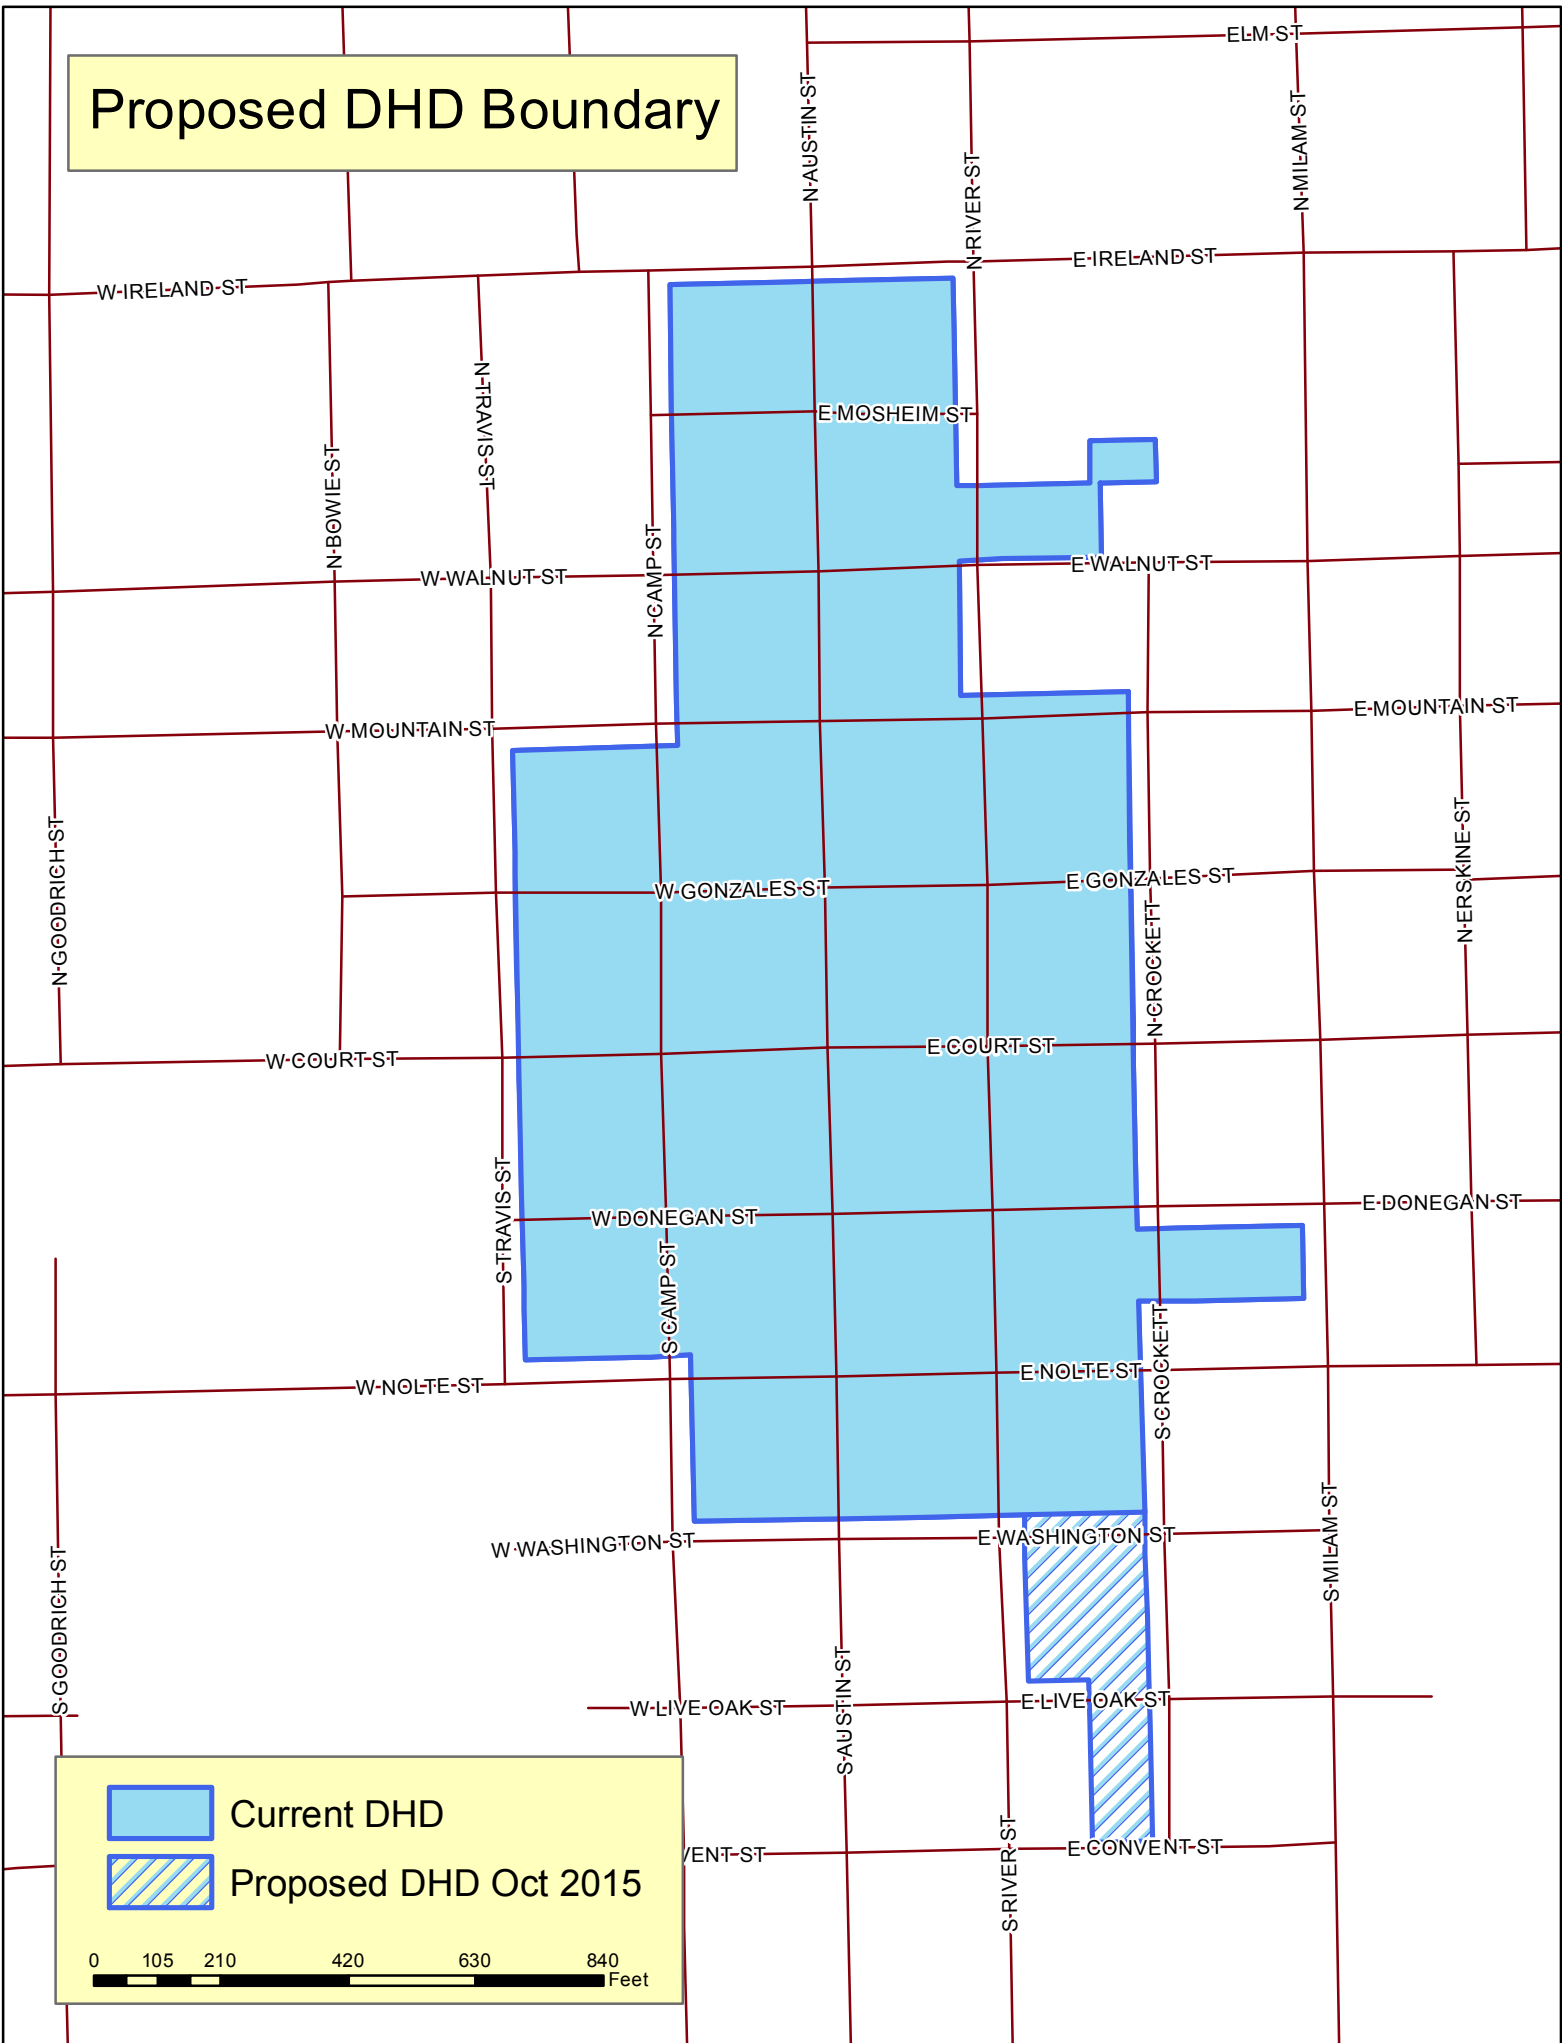 ELM ST
Proposed DHD Boundary
N AUSTIN ST
N MILAM ST
N RIVER ST
E IRELAND ST
W IRELAND ST
N TRAVIS ST
E MOSHEIM ST
N BOWIE ST
N CAMP ST
E WALNUT ST
W WALNUT ST
E MOUNTAIN ST
W MOUNTAIN ST
N GOODRICH ST
N ERSKINE ST
E GONZALES ST
W GONZALES ST
N CROCKETT
E COURT ST
W COURT ST
S TRAVIS ST
E DONEGAN ST
W DONEGAN ST
S CAMP ST
S CROCKETT
E NOLTE ST
W NOLTE ST
E WASHINGTON ST
W WASHINGTON ST
S MILAM ST
S GOODRICH ST
S AUSTIN ST
E LIVE OAK ST
W LIVE OAK ST
S RIVER ST
E CONVENT ST
VENT ST
Current DHD
Proposed DHD Oct 2015
0 105 210 420 630 840
Feet